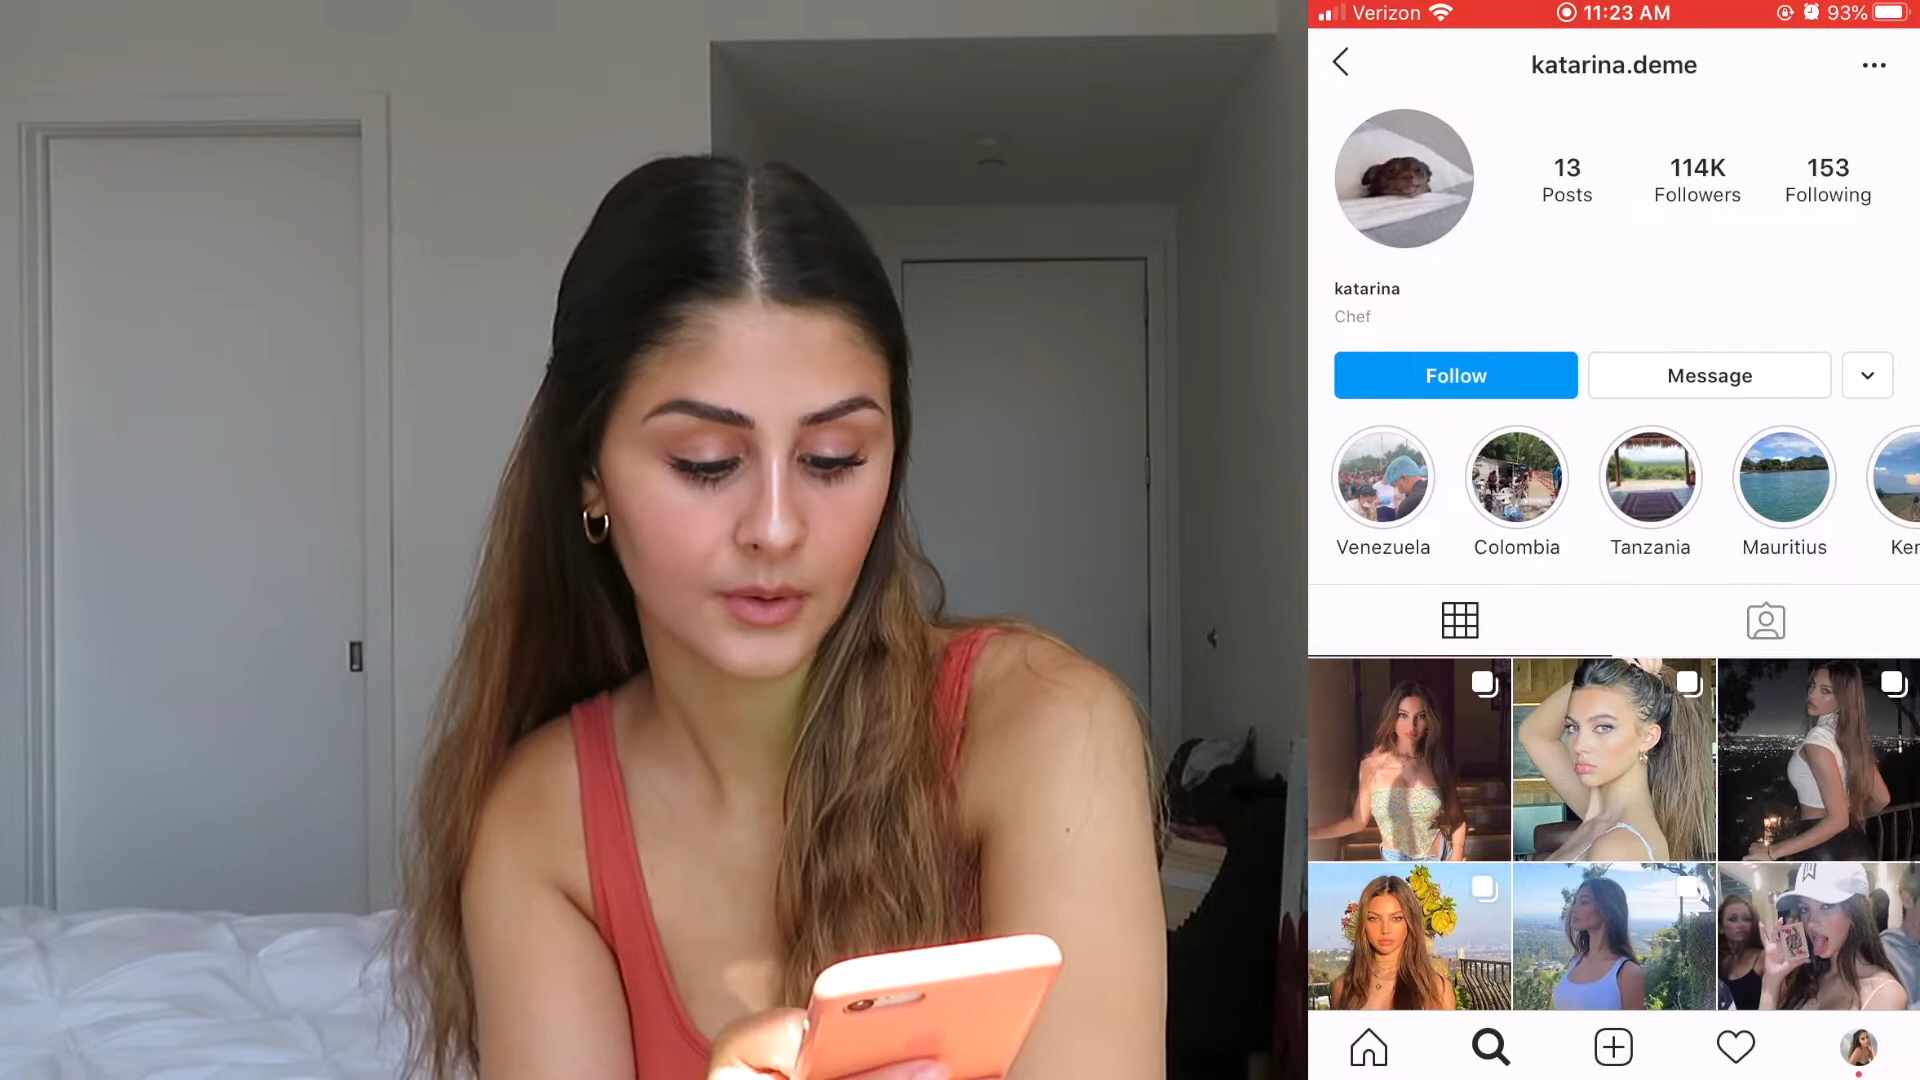 Verizon 11:23 AM 93%
katarina.deme
13 114K 153
Posts Followers Following
katarina
Chef
Follow Message
Venezuela Colombia Tanzania Mauritius Ker